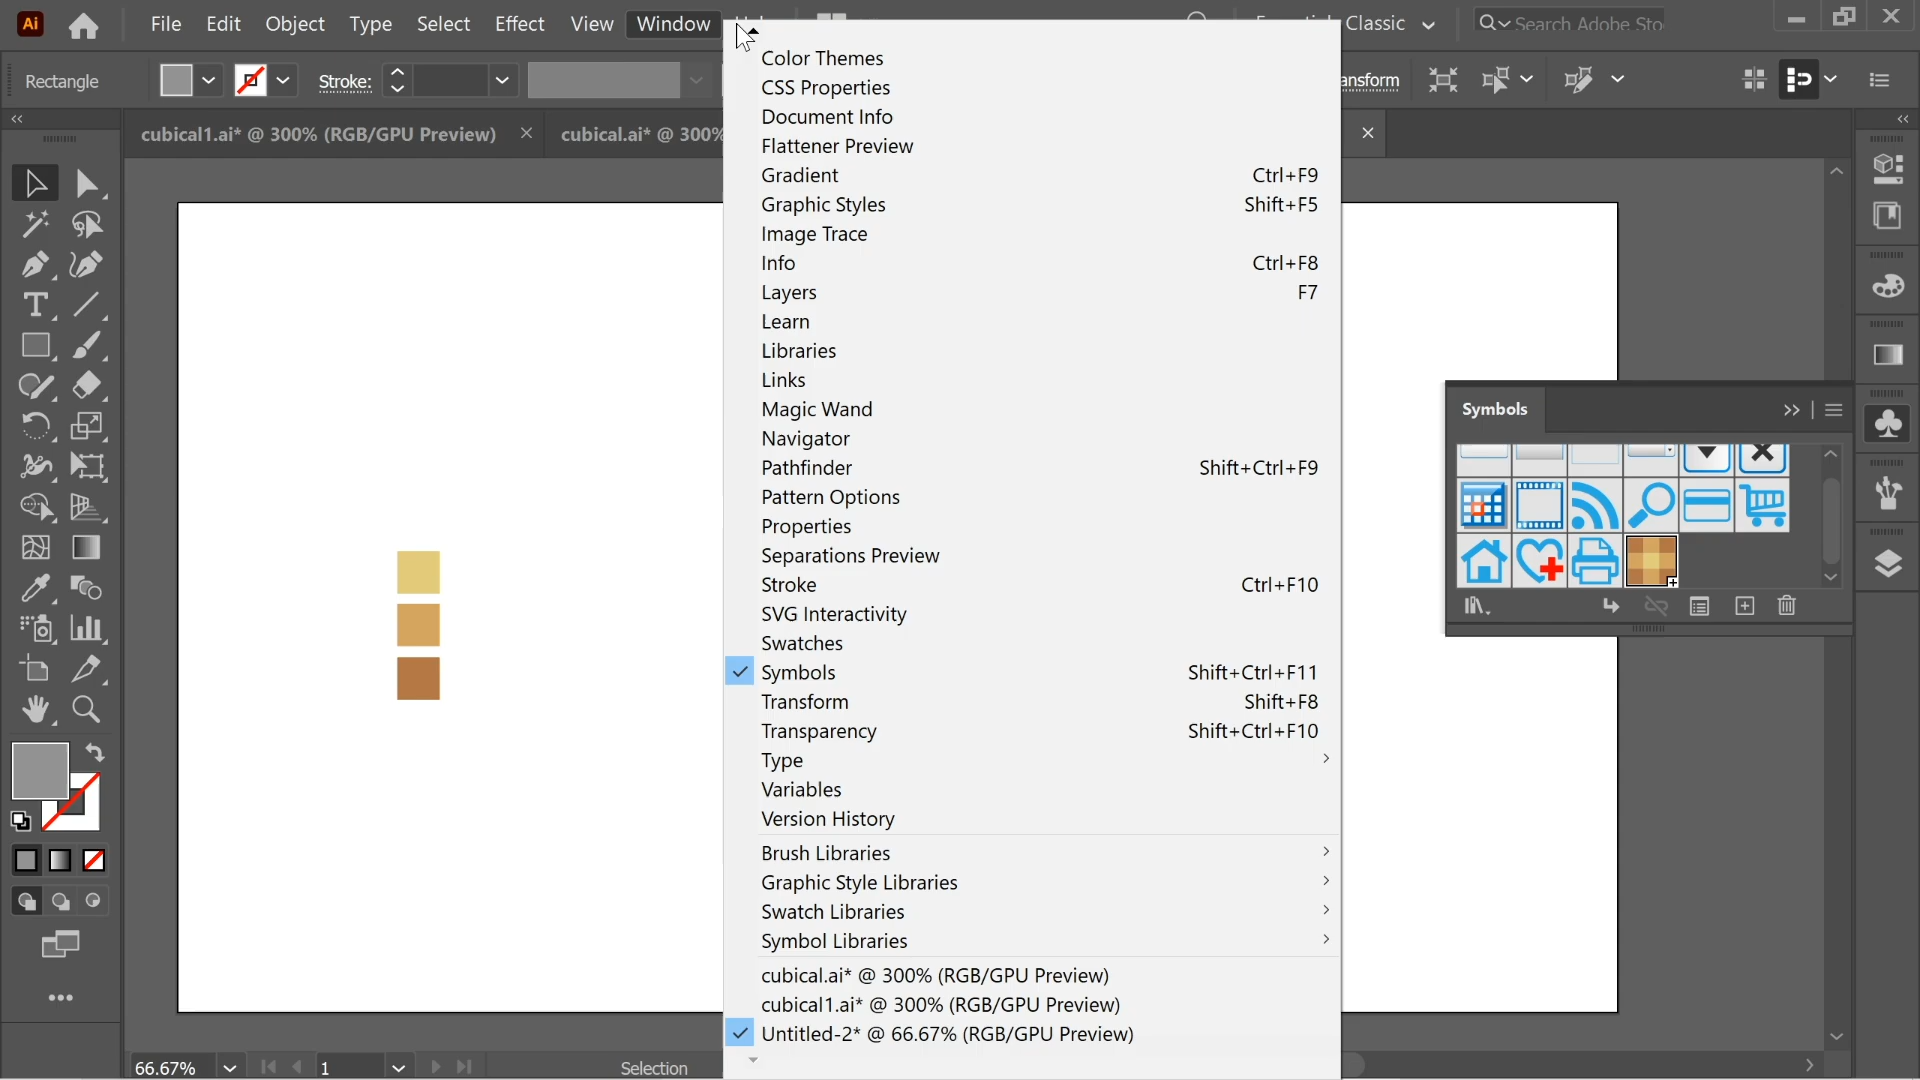 Ai
File Edit Object Type Select Effect View Window
Classic
Search Adobe Sto
Rectangle
Stroke:
ansform
cubical1.ai* @ 300% (RGB/GPU Preview)
cubical.ai* @ 300%
Color Themes
CSS Properties
Document Info
Flattener Preview
Gradient Ctrl+F9
Graphic Styles Shift+F5
Image Trace
Info Ctrl+F8
Layers F7
Learn
Libraries
Links
Magic Wand
Navigator
Pathfinder Shift+Ctrl+F9
Pattern Options
Properties
Separations Preview
Stroke Ctrl+F10
SVG Interactivity
Swatches
Symbols Shift+Ctrl+F11
Transform Shift+F8
Transparency Shift+Ctrl+F10
Type
Variables
Version History
Brush Libraries
Graphic Style Libraries
Swatch Libraries
Symbol Libraries
cubical.ai* @ 300% (RGB/GPU Preview)
cubical1.ai* @ 300% (RGB/GPU Preview)
Untitled-2* @ 66.67% (RGB/GPU Preview)
Symbols
66.67%
1
Selection